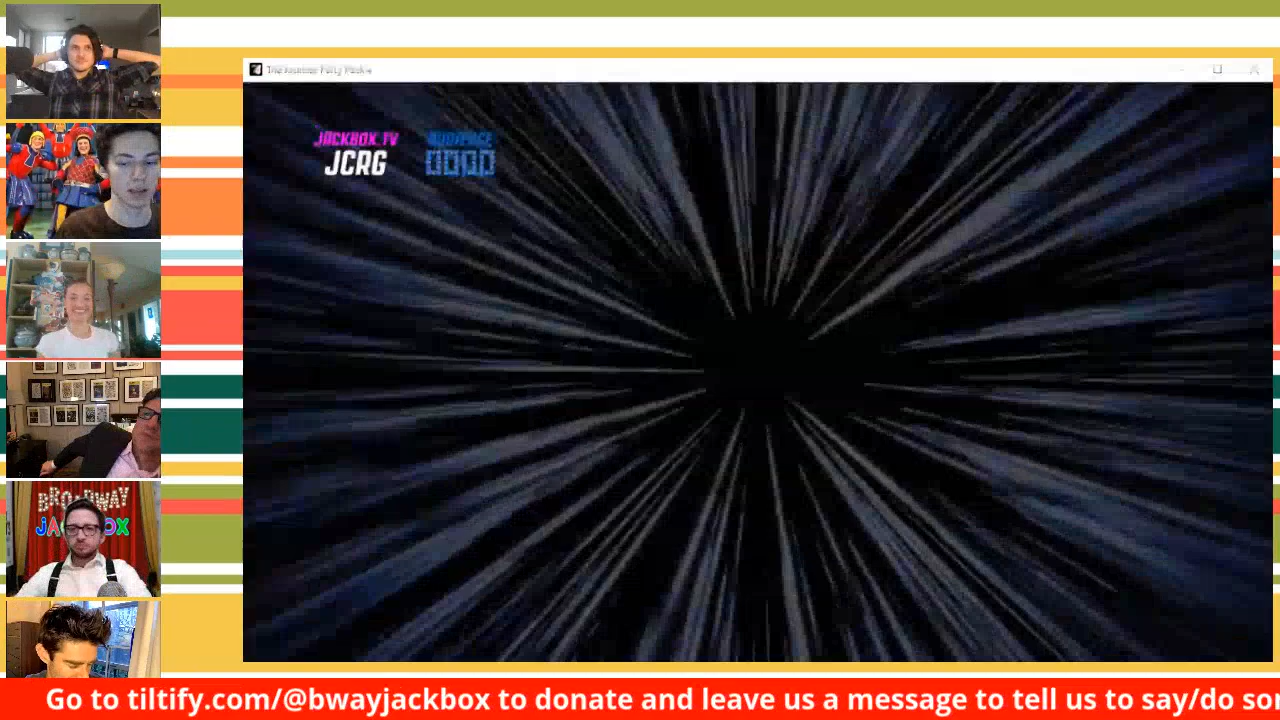 JACKBOX.TV
JCRG
AUDIENCE
BROADWAY
JACKBOX
Go to tiltify.com/@bwayjackbox to donate and leave us a message to tell us to say/do so